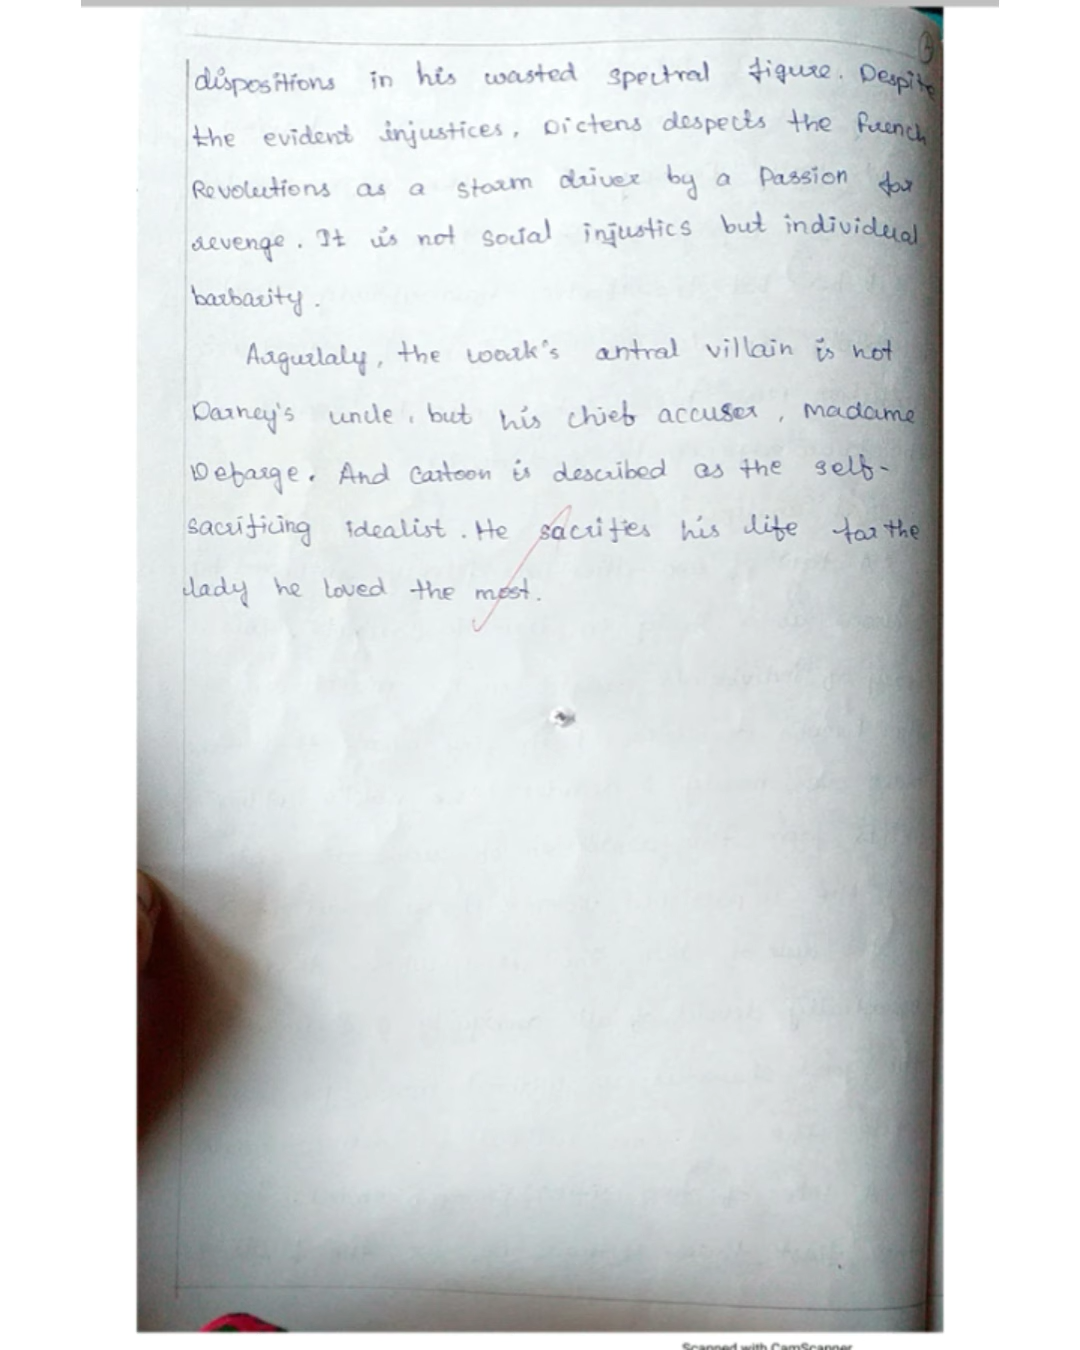 dispositions in his wasted spectral figure. Despite
the evident injustices, Dictens despects the french
Revolutions as a storm driver by a Passion for
revenge. It is not social injustics but individual
barbarity.
Argurlaly, the work's antral villain is not
Darney's uncle, but his chief accuser, Madame
Defarge. And Cartoon is described as the self-
sacrificing idealist. He sacrifies his life for the
lady he loved the most.
Scanned with CamScanner